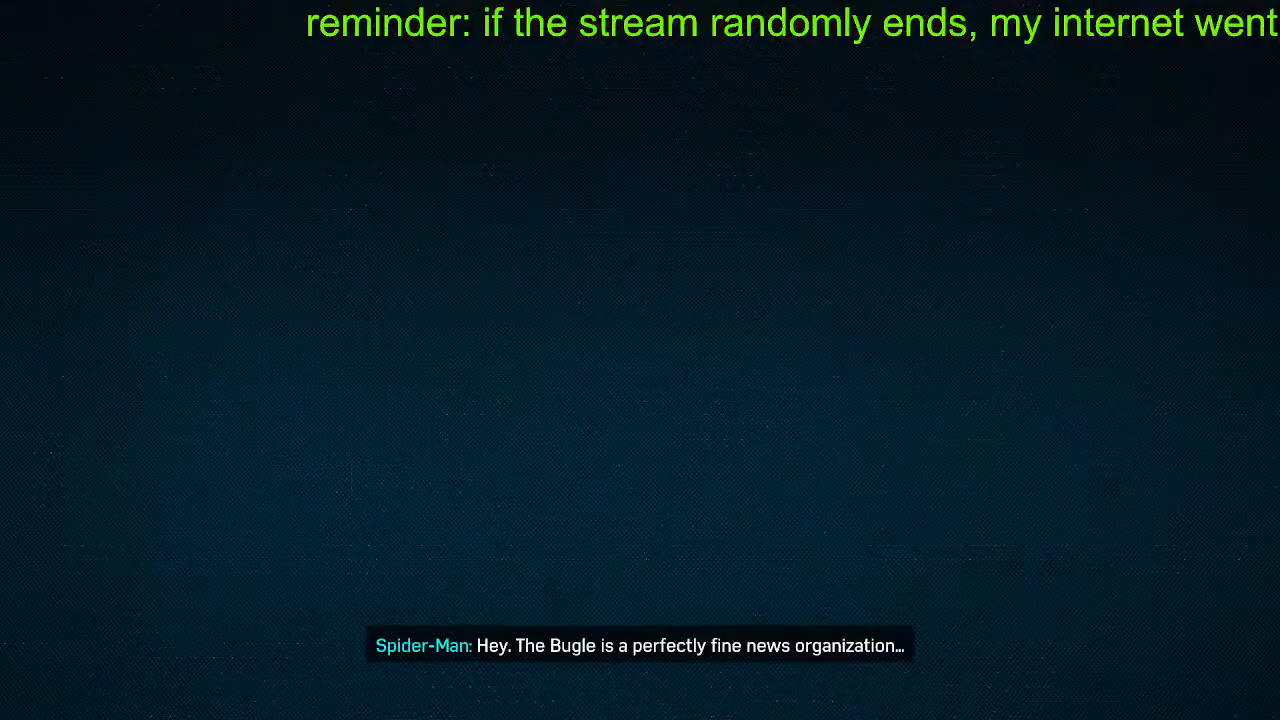 reminder: if the stream randomly ends, my internet went
Spider-Man: Hey. The Bugle is a perfectly fine news organization...